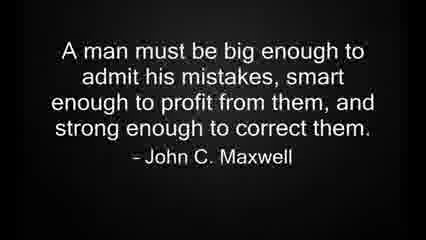 A man must be big enough to
admit his mistakes, smart
enough to profit from them, and
strong enough to correct them.
– John C. Maxwell